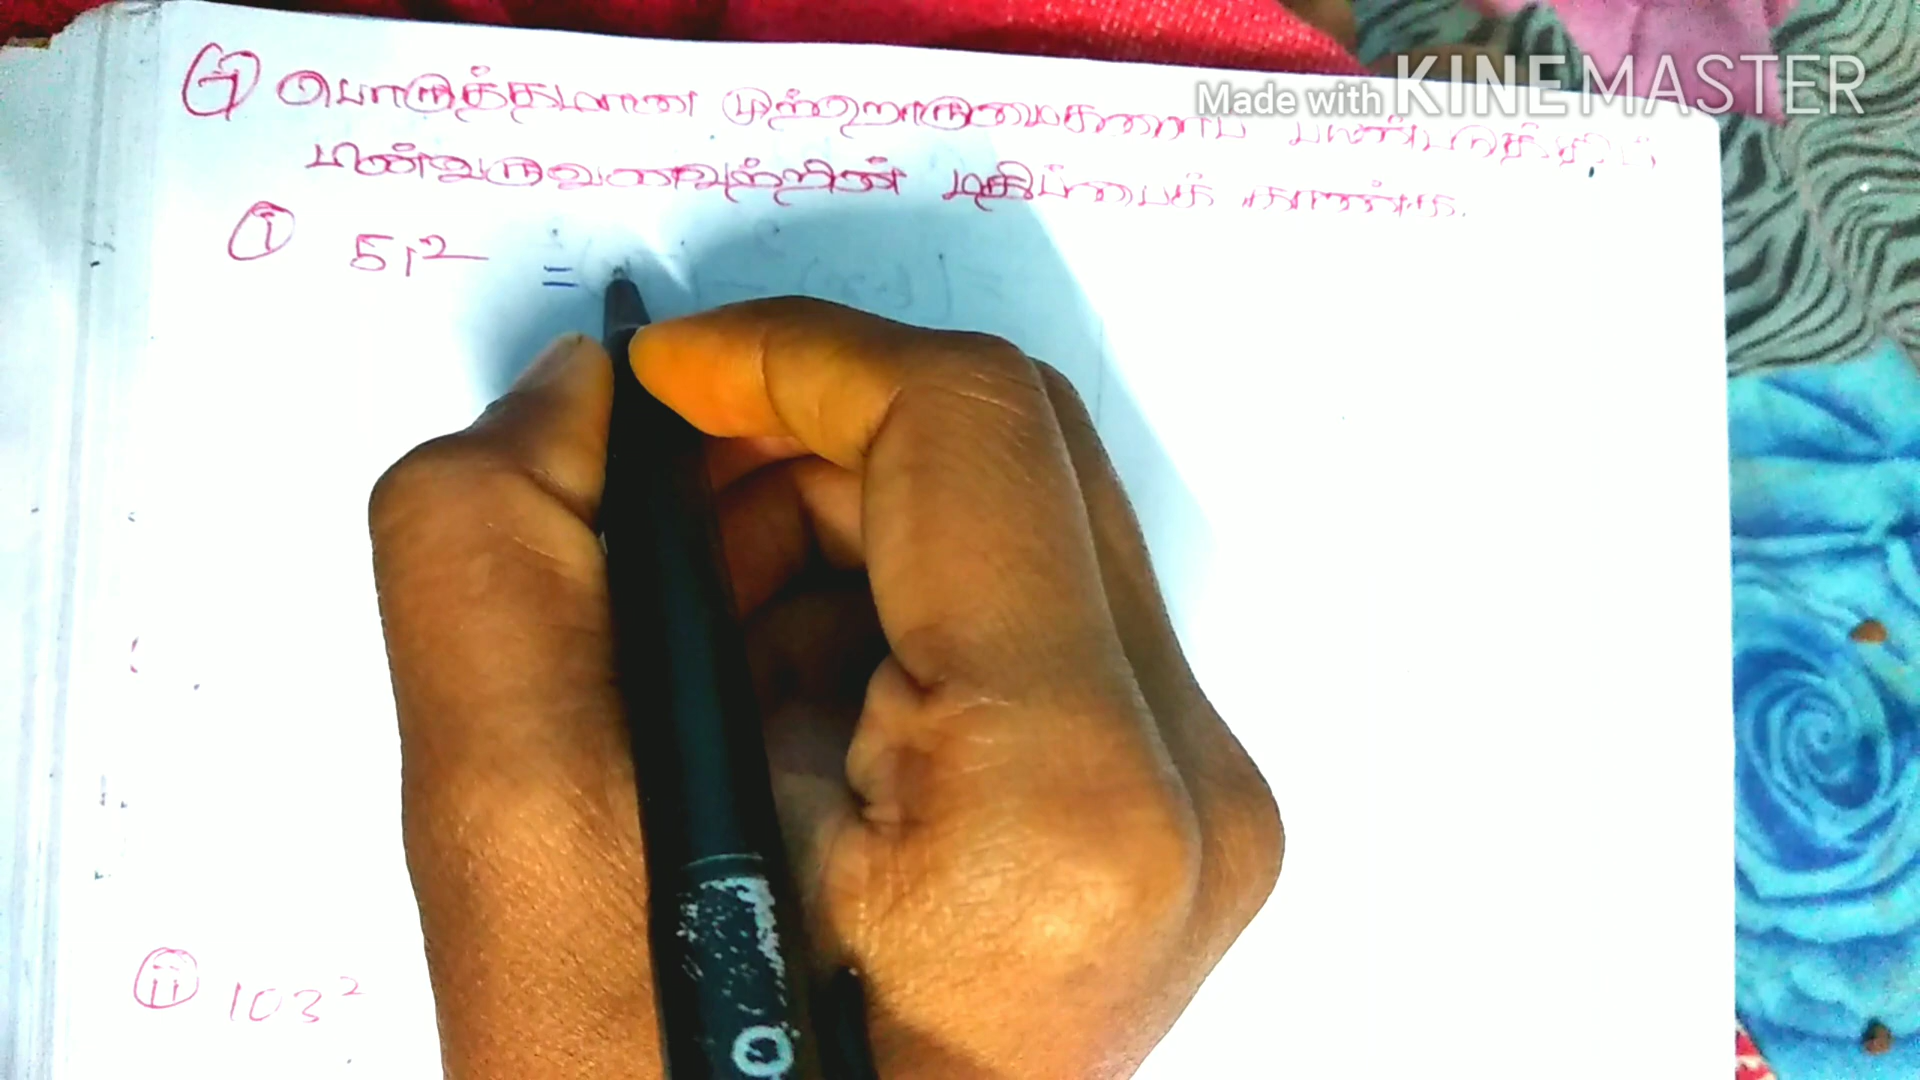 Made with KINEMASTER
7 பொருத்தமான முற்றொருமைகளைப் பயன்படுத்திப்
பின்வருவனவற்றின் மதிப்பைக் காண்க.
i 51² =
ii 103²